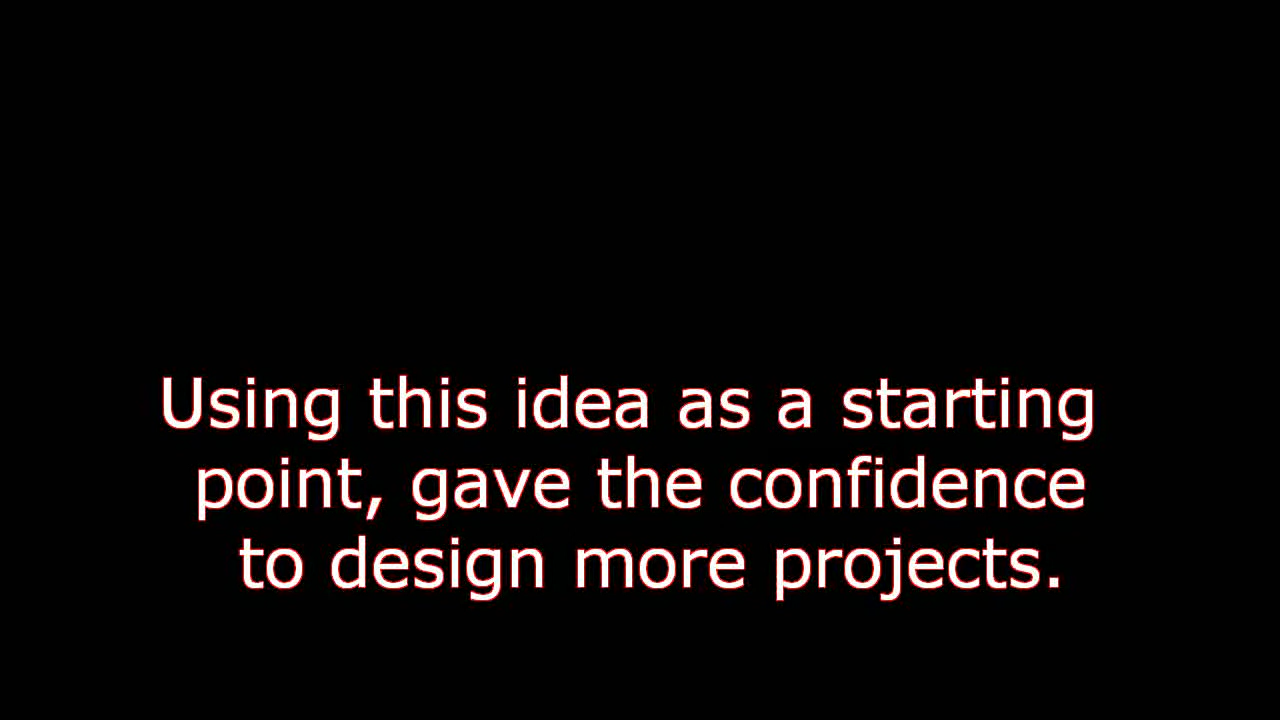 Using this idea as a starting
point, gave the confidence
to design more projects.